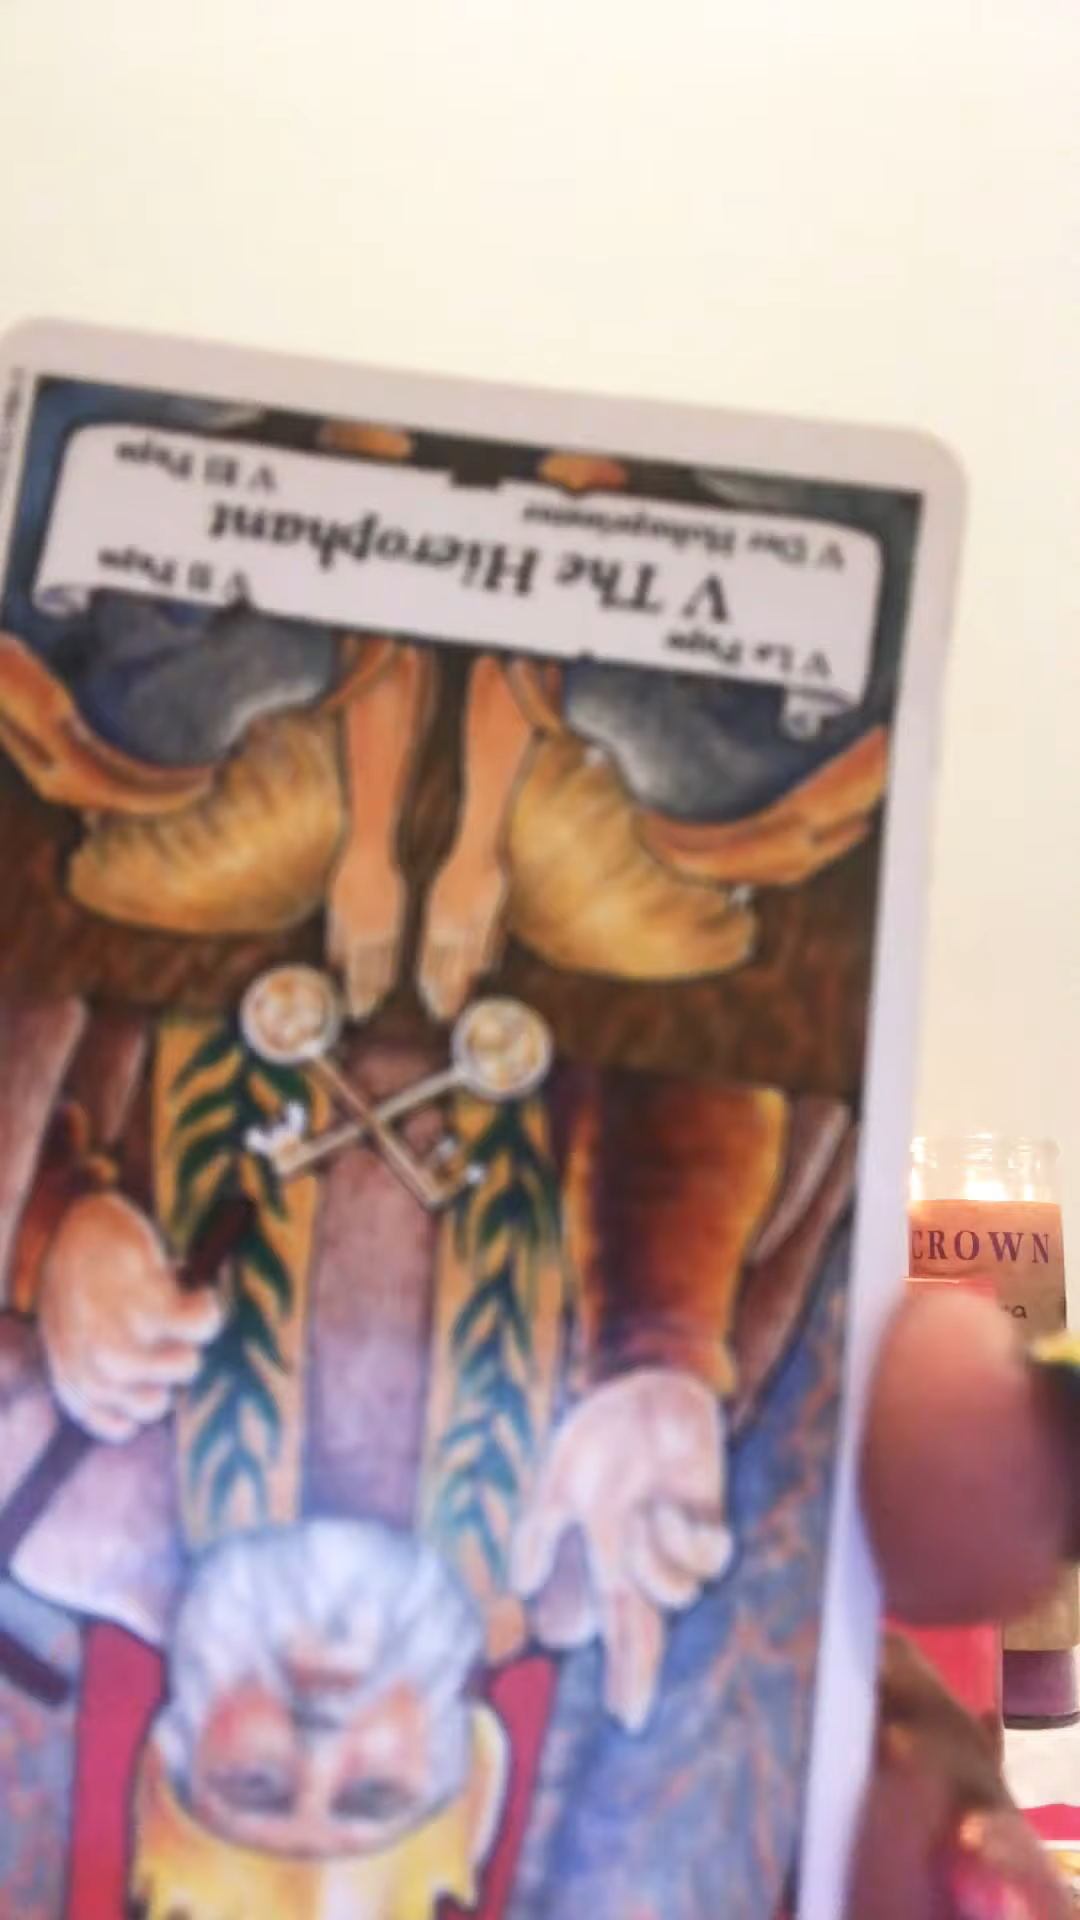 V El Papa
V Der Hohepriester
V The Hierophant
V Il Papa
V Le Pape
CROWN